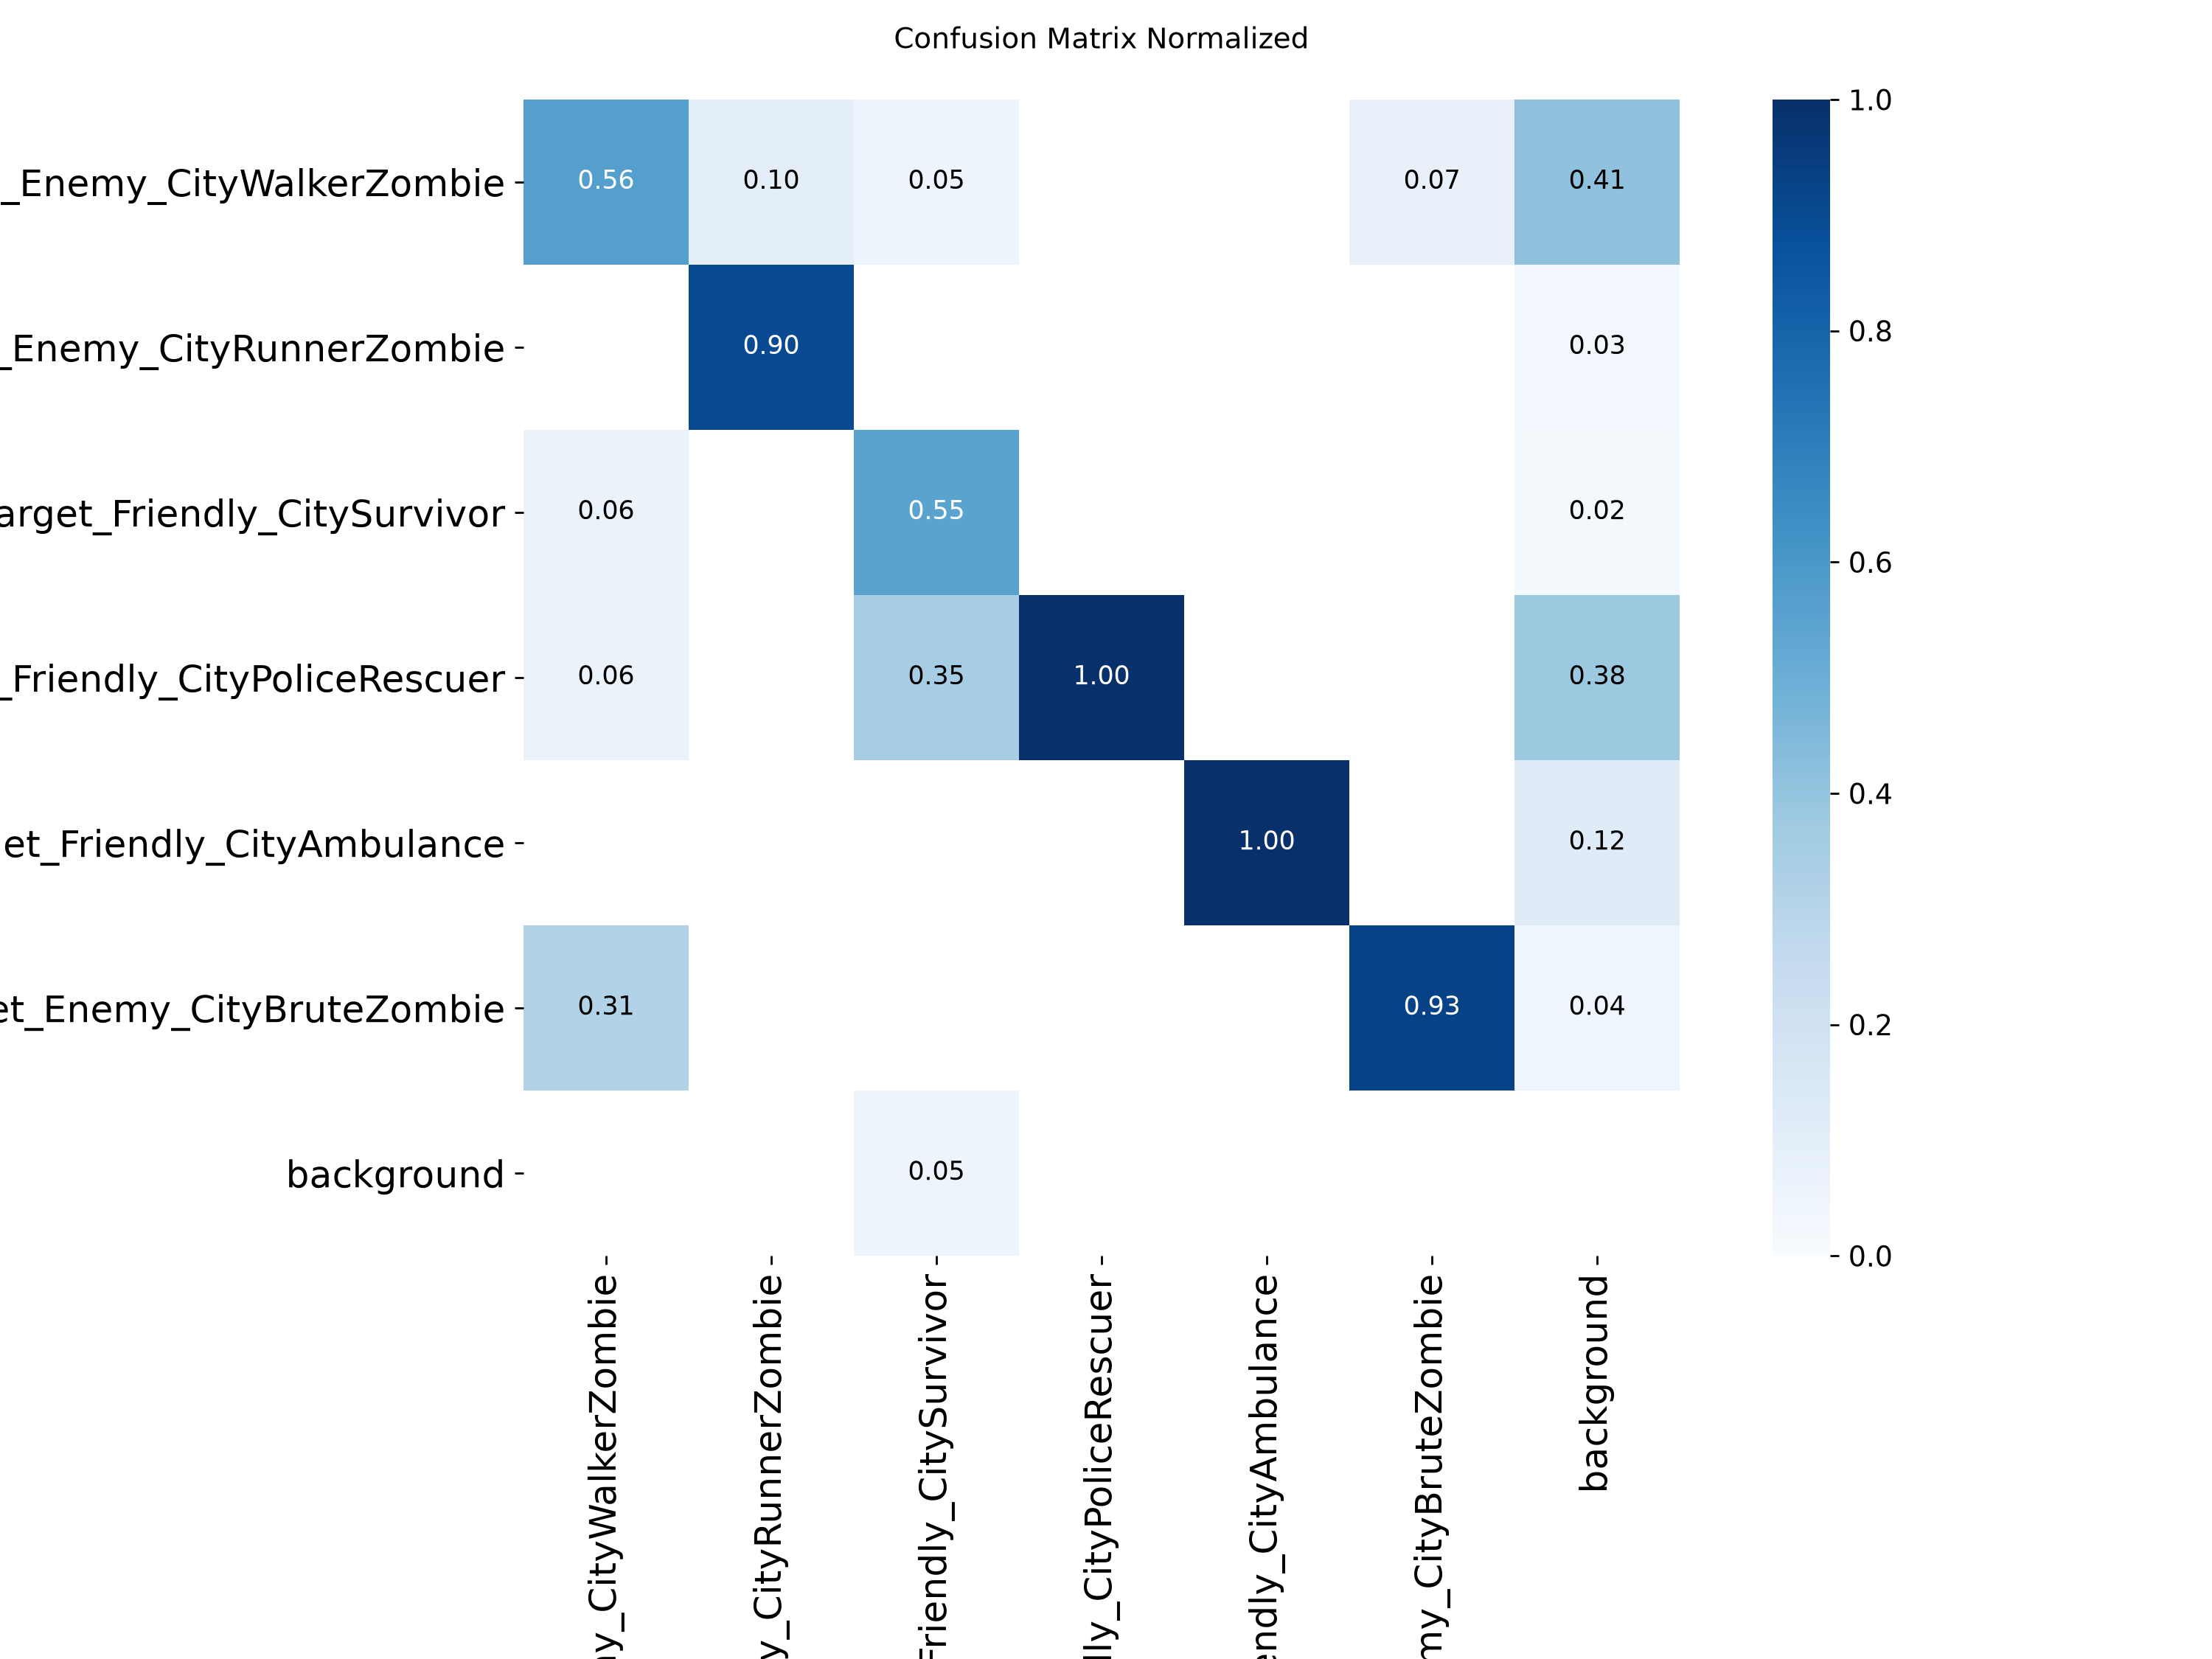 Confusion Matrix Normalized
_Enemy_CityWalkerZombie
0.56 0.10 0.05 0.07 0.41
_Enemy_CityRunnerZombie
0.90 0.03
arget_Friendly_CitySurvivor
0.06 0.55 0.02
_Friendly_CityPoliceRescuer
0.06 0.35 1.00 0.38
et_Friendly_CityAmbulance
1.00 0.12
et_Enemy_CityBruteZombie
0.31 0.93 0.04
background
0.05
my_CityWalkerZombie
y_CityRunnerZombie
Friendly_CitySurvivor
dly_CityPoliceRescuer
endly_CityAmbulance
my_CityBruteZombie
background
1.0
0.8
0.6
0.4
0.2
0.0